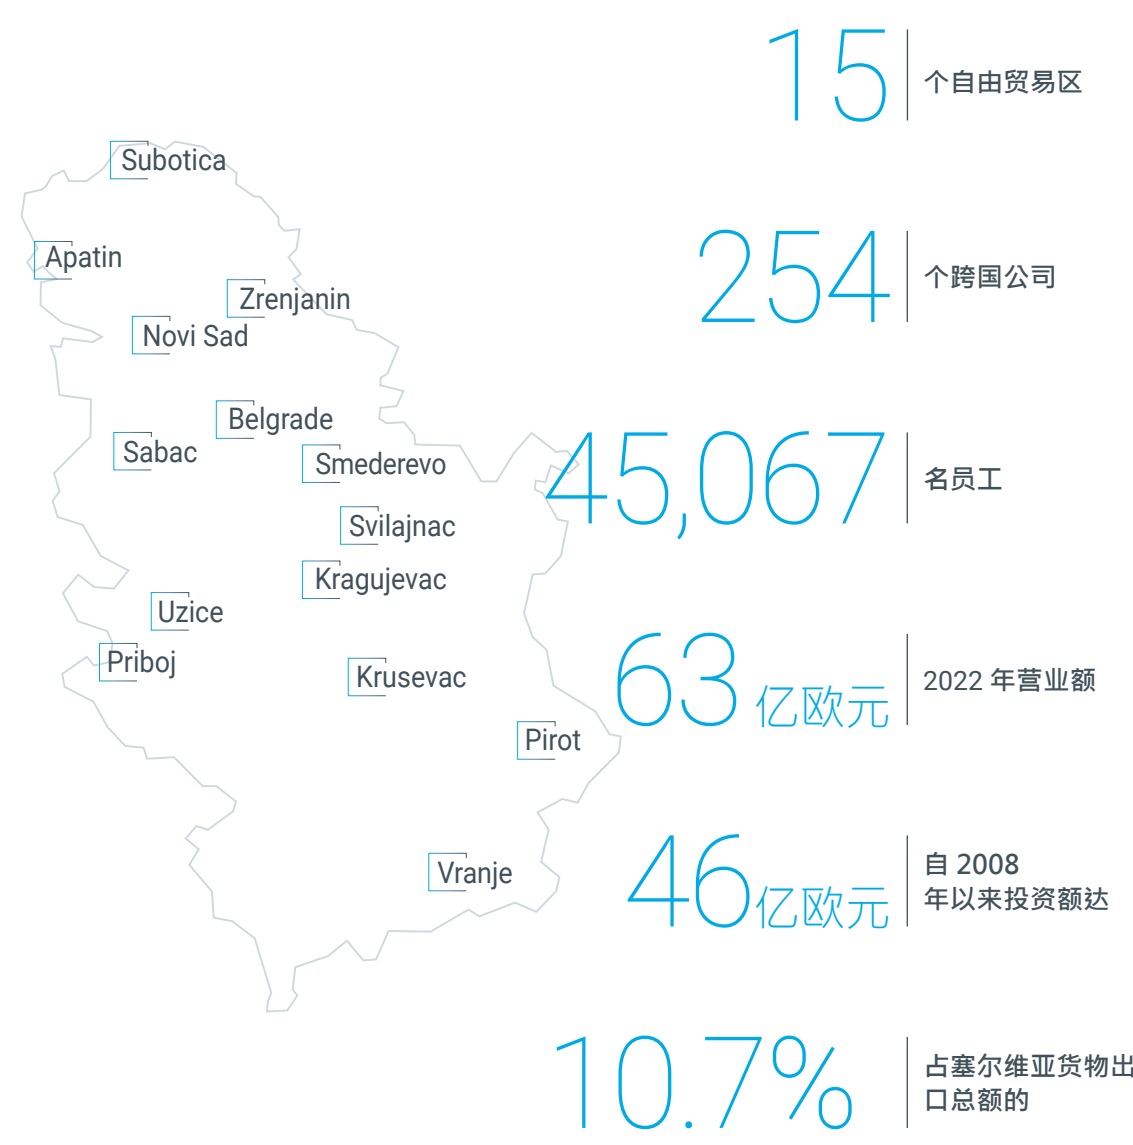 15 个自由贸易区
Subotica
Apatin
254 个跨国公司
Zrenjanin
Novi Sad
Belgrade
Sabac
Smederevo
45,067 名员工
Svilajnac
Kragujevac
Uzice
Priboj
Krusevac
63 亿欧元 2022 年营业额
Pirot
Vranje
46 亿欧元 自 2008
年以来投资额达
10.7% 占塞尔维亚货物出
口总额的